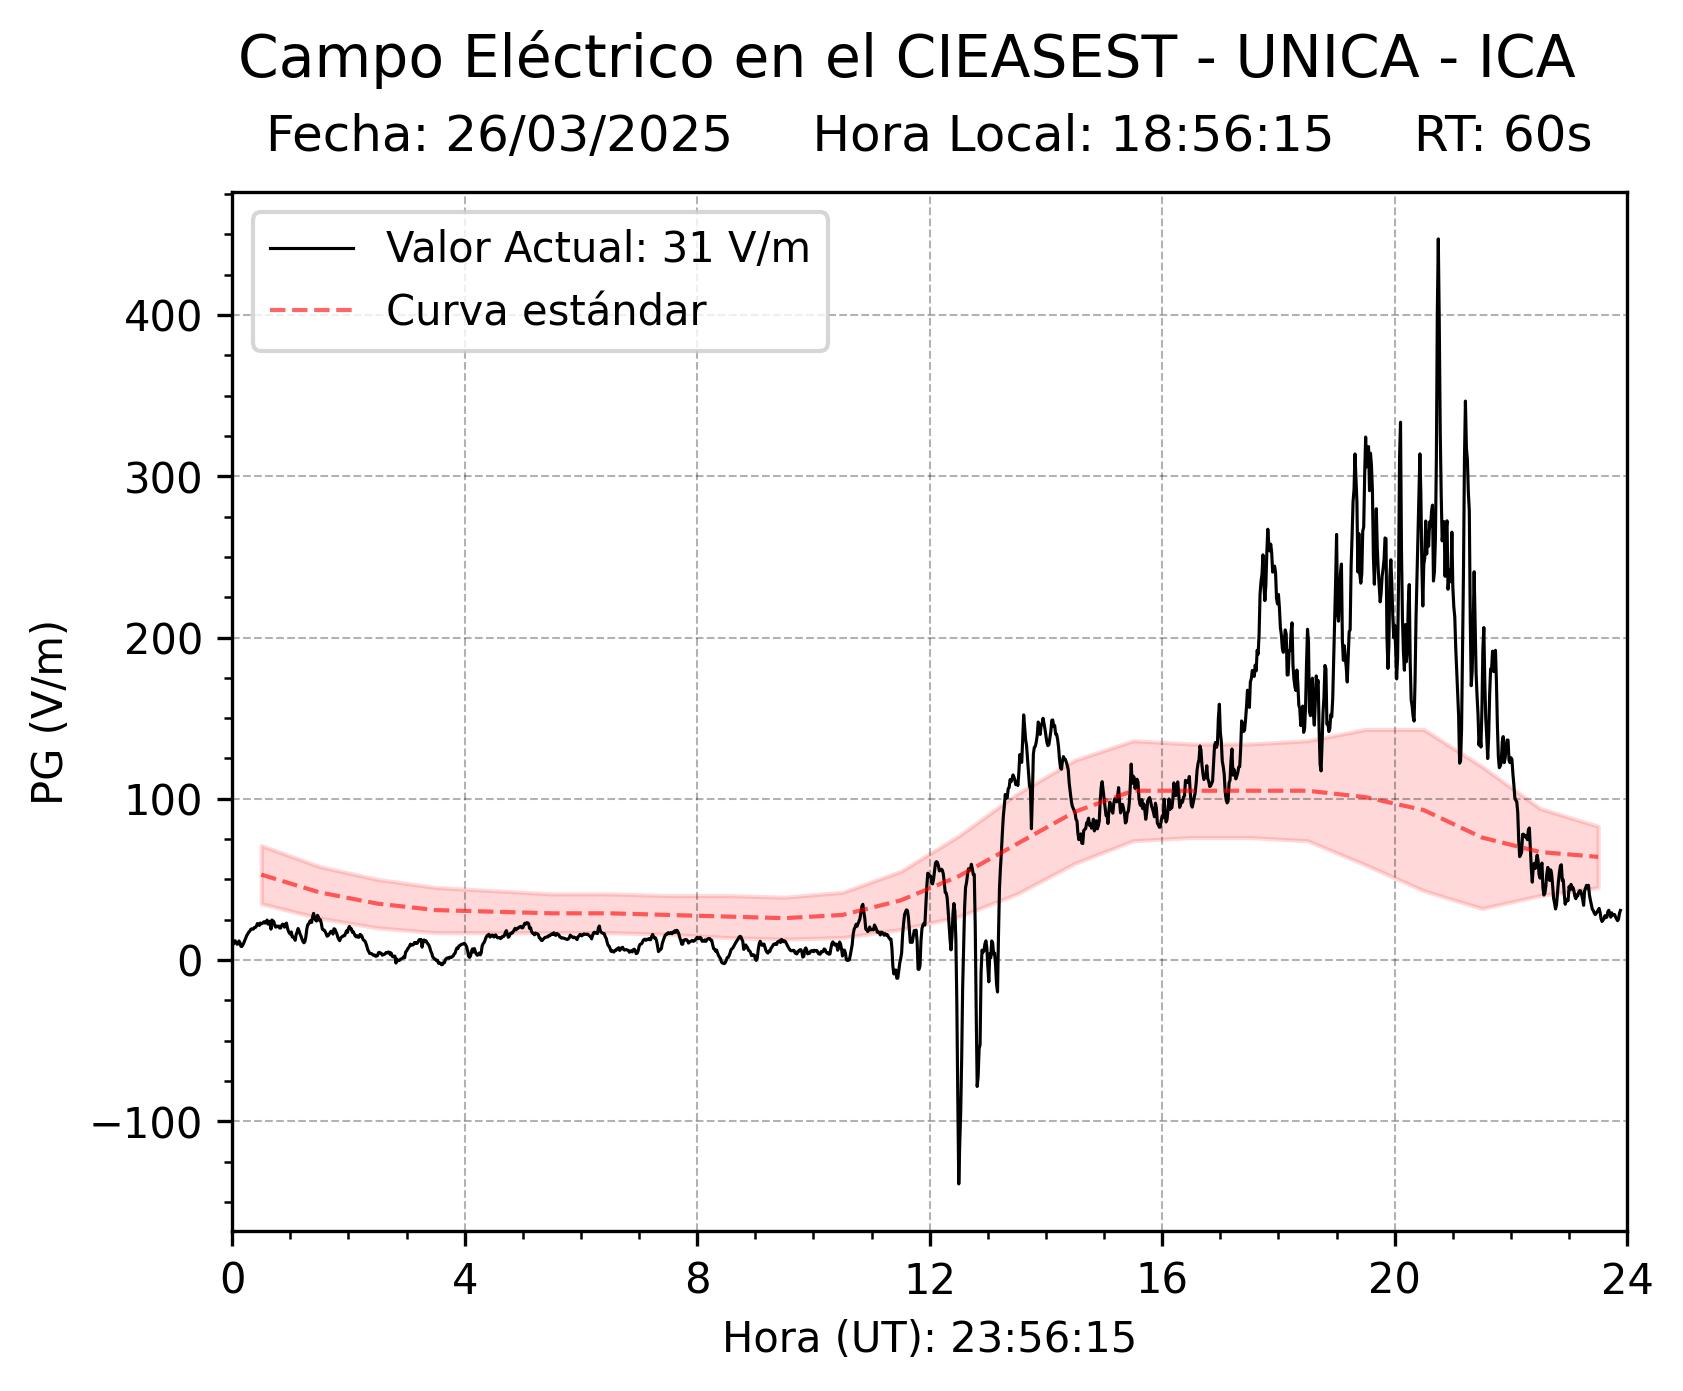 Campo Eléctrico en el CIEASEST - UNICA - ICA
Fecha: 26/03/2025 Hora Local: 18:56:15 RT: 60s
Valor Actual: 31 V/m
Curva estándar
PG (V/m)
400
300
200
100
0
−100
0 4 8 12 16 20 24
Hora (UT): 23:56:15